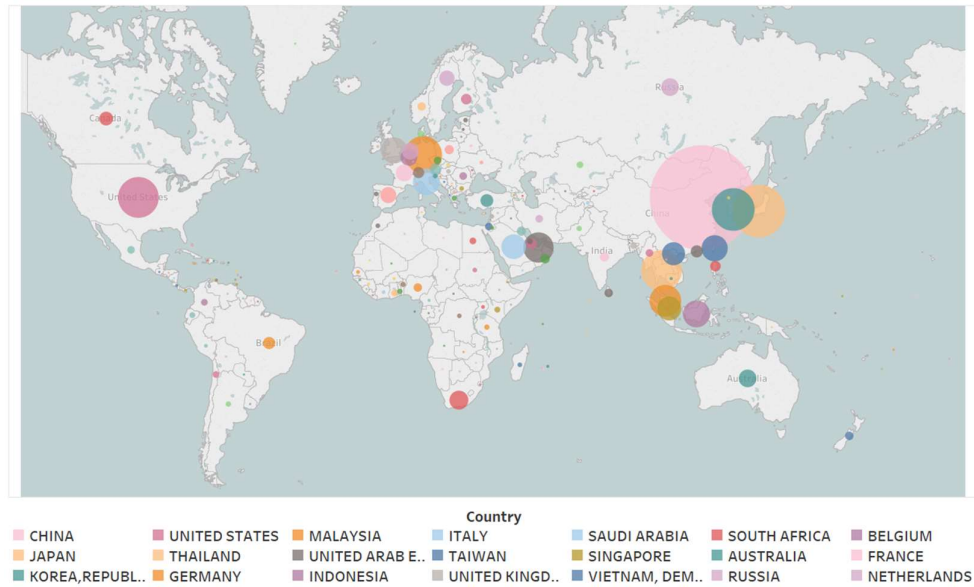 Canada
Russia
United States
China
India
Brazil
Australia
Country
CHINA UNITED STATES MALAYSIA ITALY SAUDI ARABIA SOUTH AFRICA BELGIUM
JAPAN THAILAND UNITED ARAB E.. TAIWAN SINGAPORE AUSTRALIA FRANCE
KOREA,REPUBL.. GERMANY INDONESIA UNITED KINGD.. VIETNAM, DEM.. RUSSIA NETHERLANDS